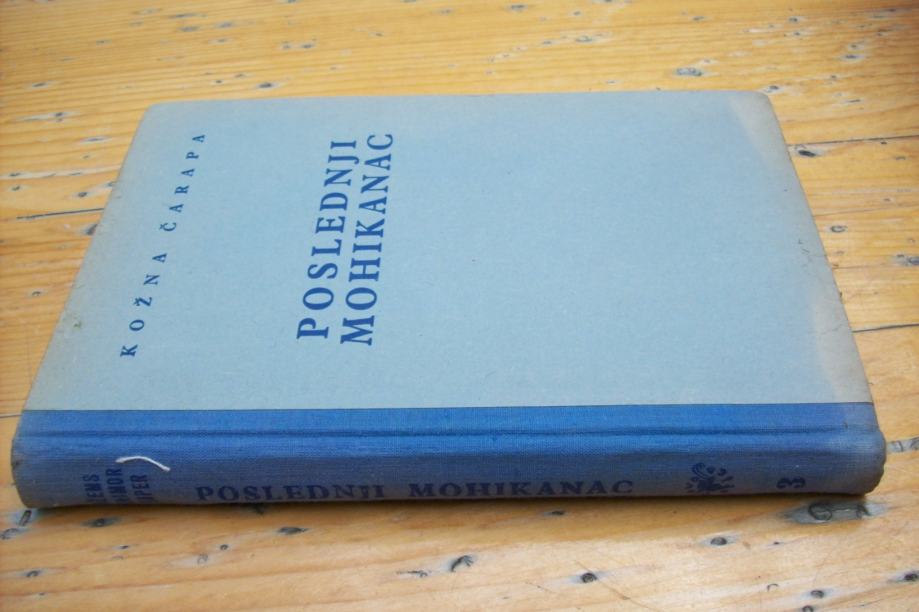 KOŽNA ČARAPA
POSLEDNJI
MOHIKANAC
POSLEDNJI MOHIKANAC
3